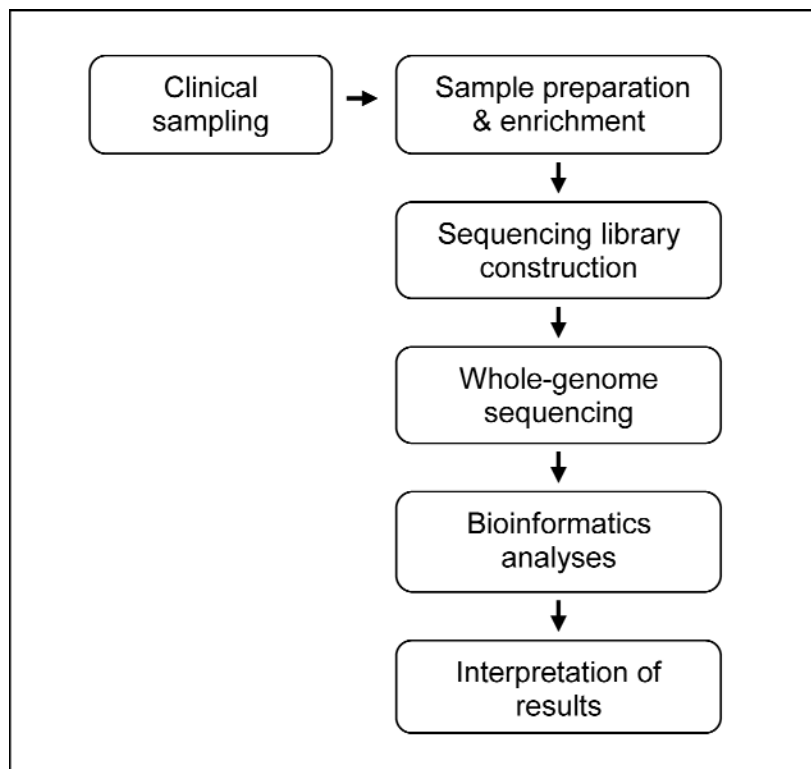 Clinical
sampling
Sample preparation
& enrichment
Sequencing library
construction
Whole-genome
sequencing
Bioinformatics
analyses
Interpretation of
results